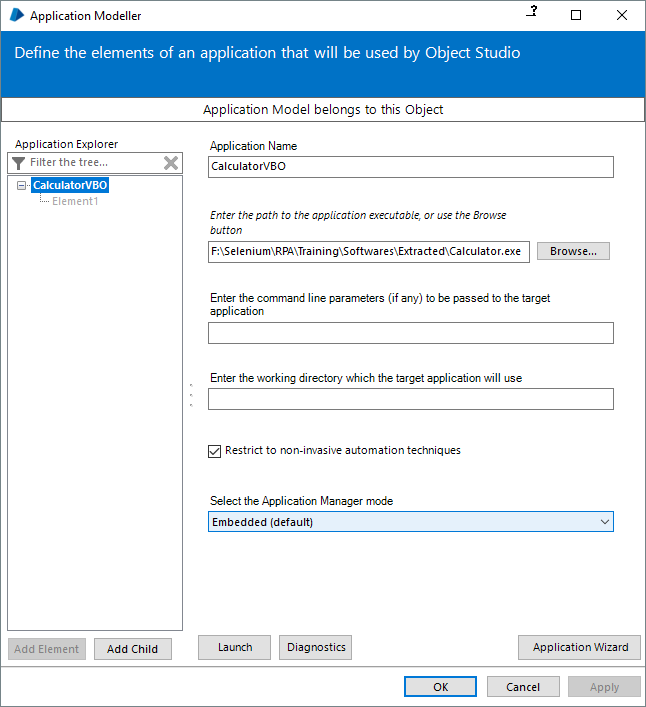 Application Modeller
?
Define the elements of an application that will be used by Object Studio
Application Model belongs to this Object
Application Explorer
Filter the tree...
CalculatorVBO
Element1
Application Name
CalculatorVBO
Enter the path to the application executable, or use the Browse
button
F:\Selenium\RPA\Training\Softwares\Extracted\Calculator.exe
Browse...
Enter the command line parameters (if any) to be passed to the target
application
Enter the working directory which the target application will use
Restrict to non-invasive automation techniques
Select the Application Manager mode
Embedded (default)
Add Element
Add Child
Launch
Diagnostics
Application Wizard
OK
Cancel
Apply